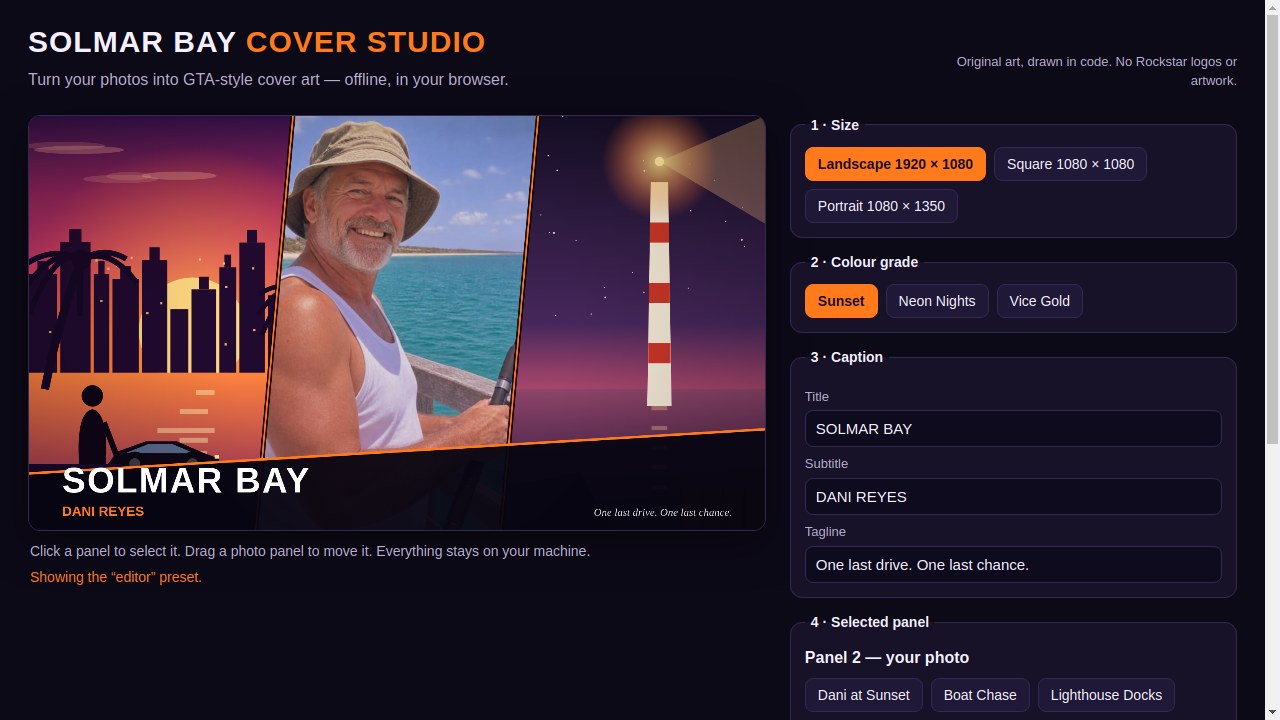 SOLMAR BAY COVER STUDIO
Turn your photos into GTA-style cover art — offline, in your browser.
Original art, drawn in code. No Rockstar logos or
artwork.
SOLMAR BAY
DANI REYES
One last drive. One last chance.
Click a panel to select it. Drag a photo panel to move it. Everything stays on your machine.
Showing the “editor” preset.
1 · Size
Landscape 1920 × 1080
Square 1080 × 1080
Portrait 1080 × 1350
2 · Colour grade
Sunset
Neon Nights
Vice Gold
3 · Caption
Title
SOLMAR BAY
Subtitle
DANI REYES
Tagline
One last drive. One last chance.
4 · Selected panel
Panel 2 — your photo
Dani at Sunset
Boat Chase
Lighthouse Docks